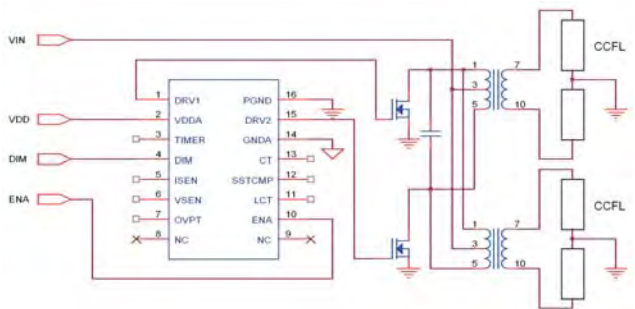 VIN
VDD
DIM
ENA
1 DRV1 PGND 16
2 VDDA DRV2 15
3 TIMER GNDA 14
4 DIM CT 13
5 ISEN SSTCMP 12
6 VSEN LCT 11
7 OVPT ENA 10
8 NC NC 9
1 7
3
5 10
CCFL
1 7
3
5 10
CCFL